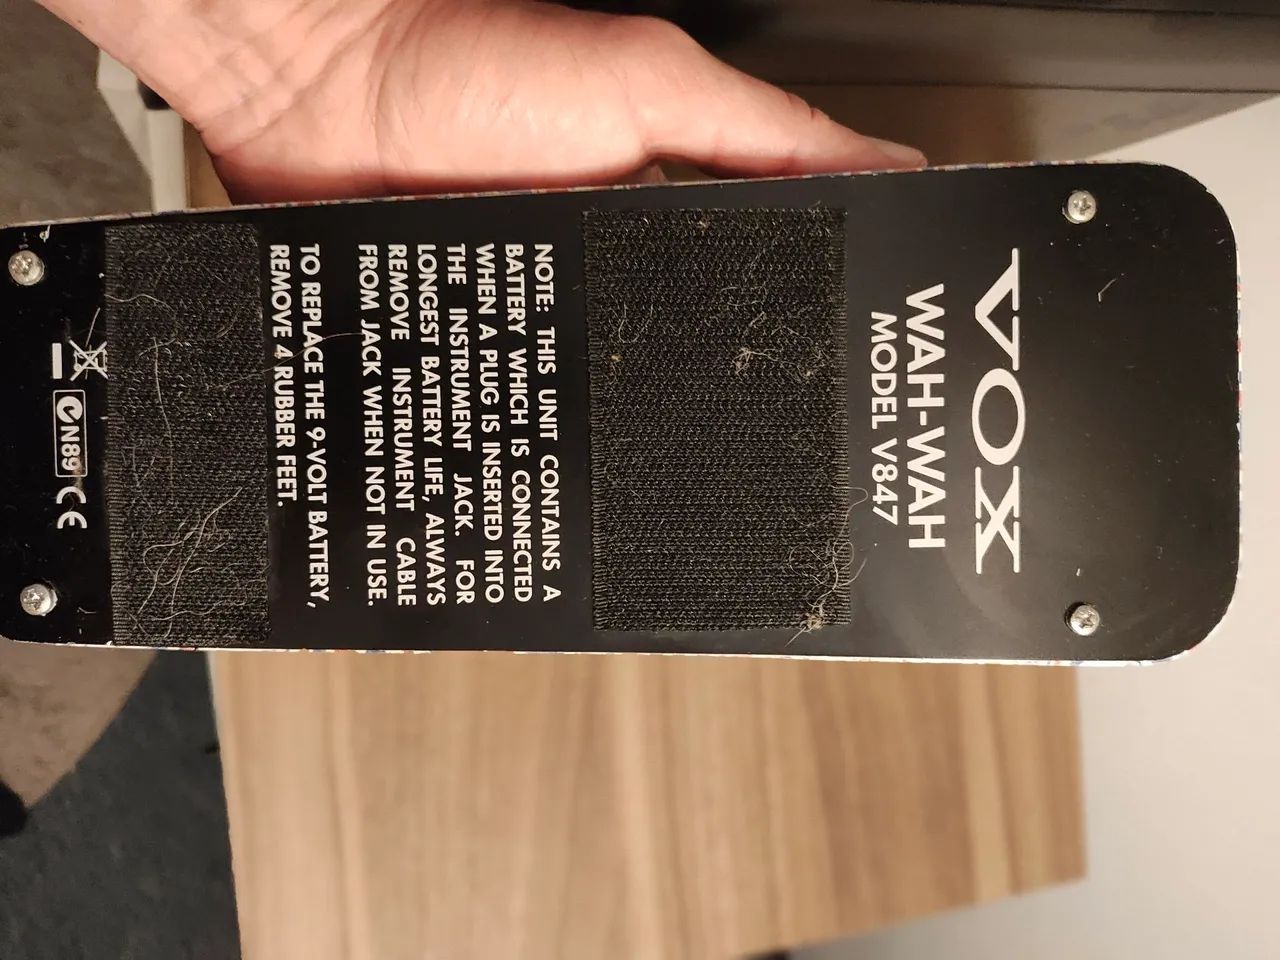 VOX
WAH-WAH
MODEL V847
NOTE: THIS UNIT CONTAINS A
BATTERY WHICH IS CONNECTED
WHEN A PLUG IS INSERTED INTO
THE INSTRUMENT JACK. FOR
LONGEST BATTERY LIFE, ALWAYS
REMOVE INSTRUMENT CABLE
FROM JACK WHEN NOT IN USE.
TO REPLACE THE 9-VOLT BATTERY,
REMOVE 4 RUBBER FEET.
N89 CE